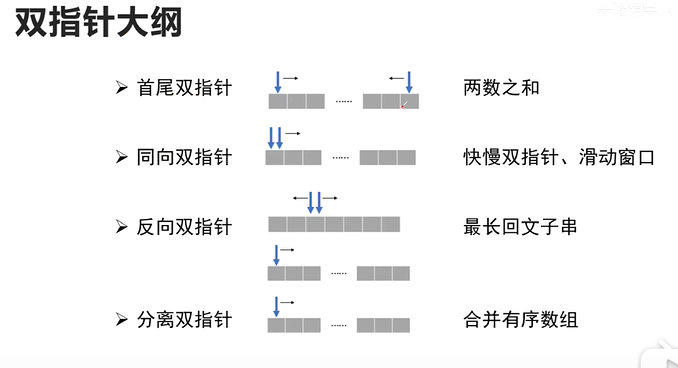 双指针大纲
➢ 首尾双指针 …… 两数之和
➢ 同向双指针 …… 快慢双指针、滑动窗口
➢ 反向双指针 最长回文子串
……
➢ 分离双指针 …… 合并有序数组